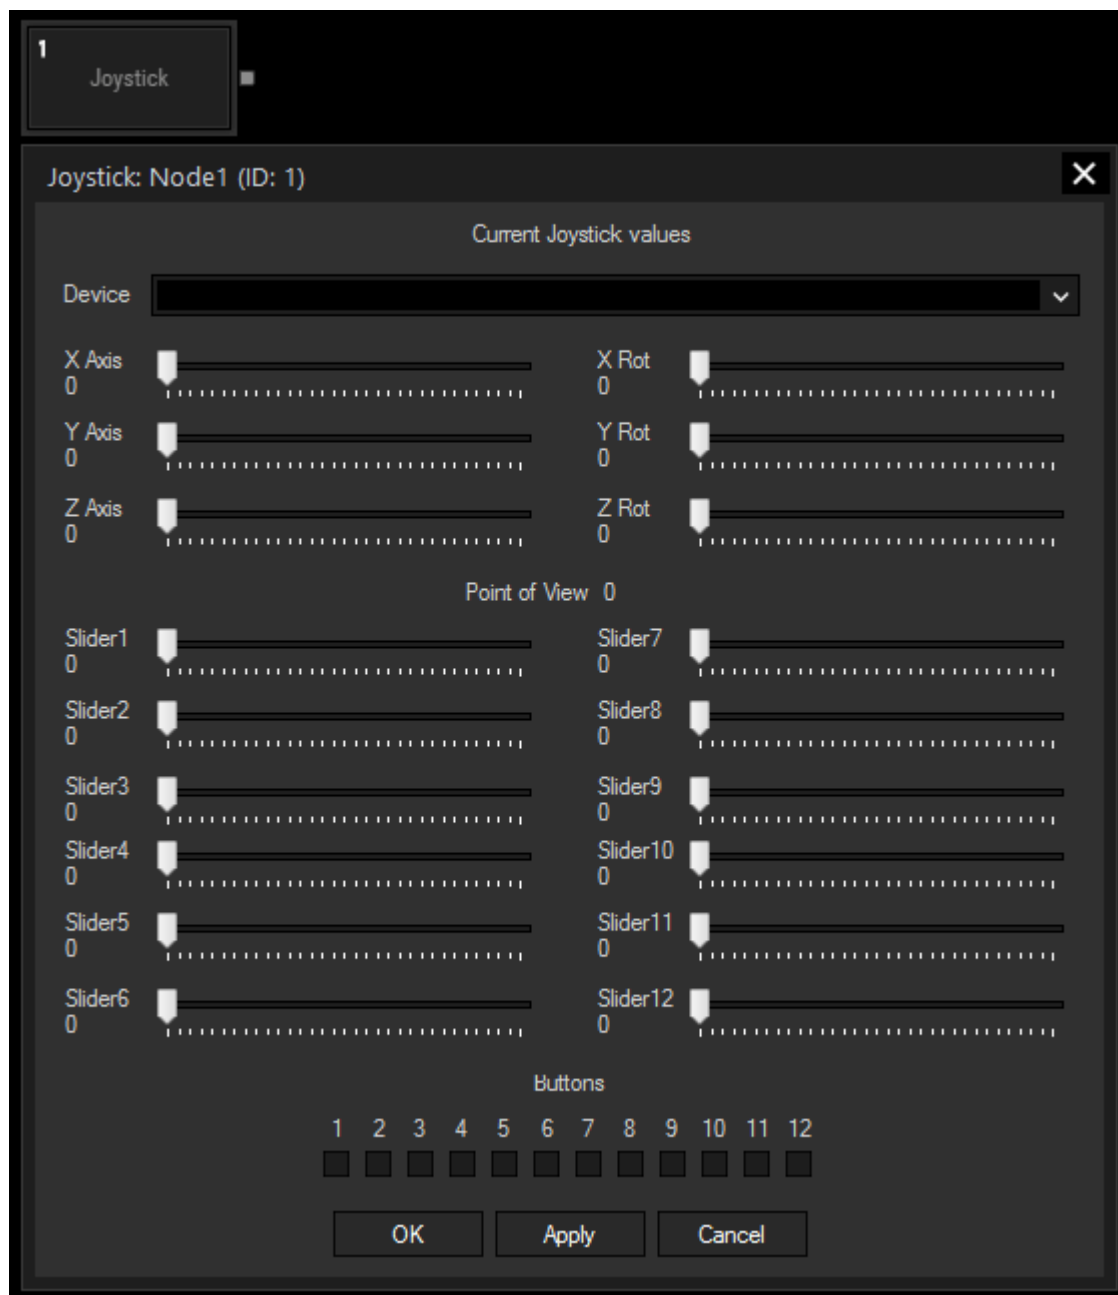 1
Joystick
Joystick: Node1 (ID: 1)
Current Joystick values
Device
X Axis
0
X Rot
0
Y Axis
0
Y Rot
0
Z Axis
0
Z Rot
0
Point of View 0
Slider1
0
Slider7
0
Slider2
0
Slider8
0
Slider3
0
Slider9
0
Slider4
0
Slider10
0
Slider5
0
Slider11
0
Slider6
0
Slider12
0
Buttons
1 2 3 4 5 6 7 8 9 10 11 12
OK Apply Cancel